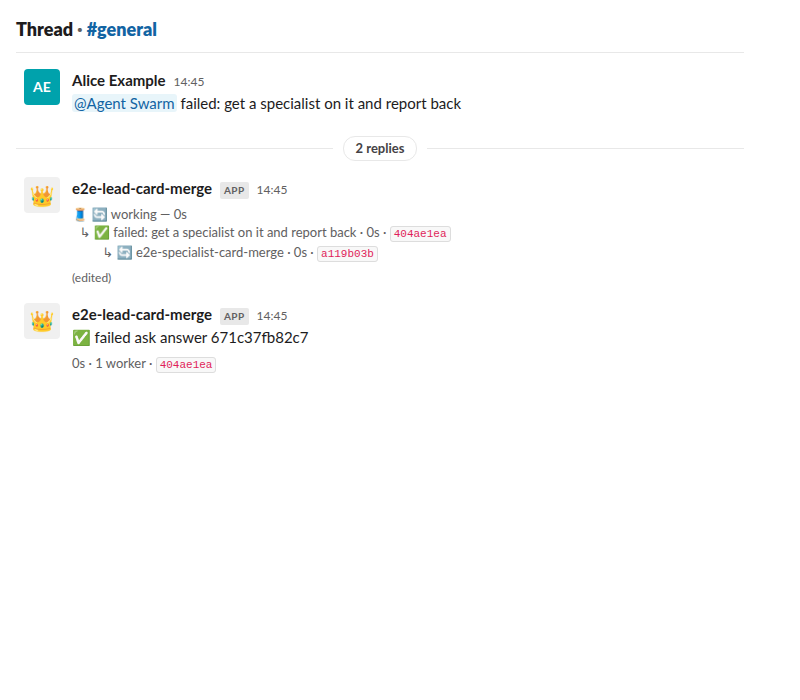 Thread • #general
AE
Alice Example 14:45
@Agent Swarm failed: get a specialist on it and report back
2 replies
e2e-lead-card-merge APP 14:45
🧵 🔄 working — 0s
↳ ✅ failed: get a specialist on it and report back · 0s · 404ae1ea
↳ 🔄 e2e-specialist-card-merge · 0s · a119b03b
(edited)
e2e-lead-card-merge APP 14:45
✅ failed ask answer 671c37fb82c7
0s · 1 worker · 404ae1ea